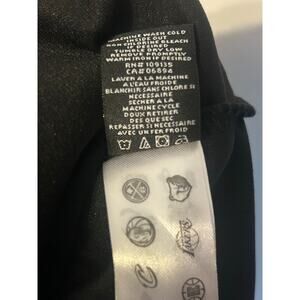 MACHINE WASH COLD
INSIDE OUT
NON CHLORINE BLEACH
IF DESIRED
TUMBLE DRY LOW
REMOVE PROMPTLY
WARM IRON IF DESIRED
RN# 109135
CA# 06894
LAVER A LA MACHINE
A L'EAU FROIDE
BLANCHIR SANS CHLORE SI
NECESSAIRE
SECHER A LA
MACHINE CYCLE
DOUX RETIRER
DES QUE SEC
REPASSER SI NECESSAIRE
AVEC UN FER FROID